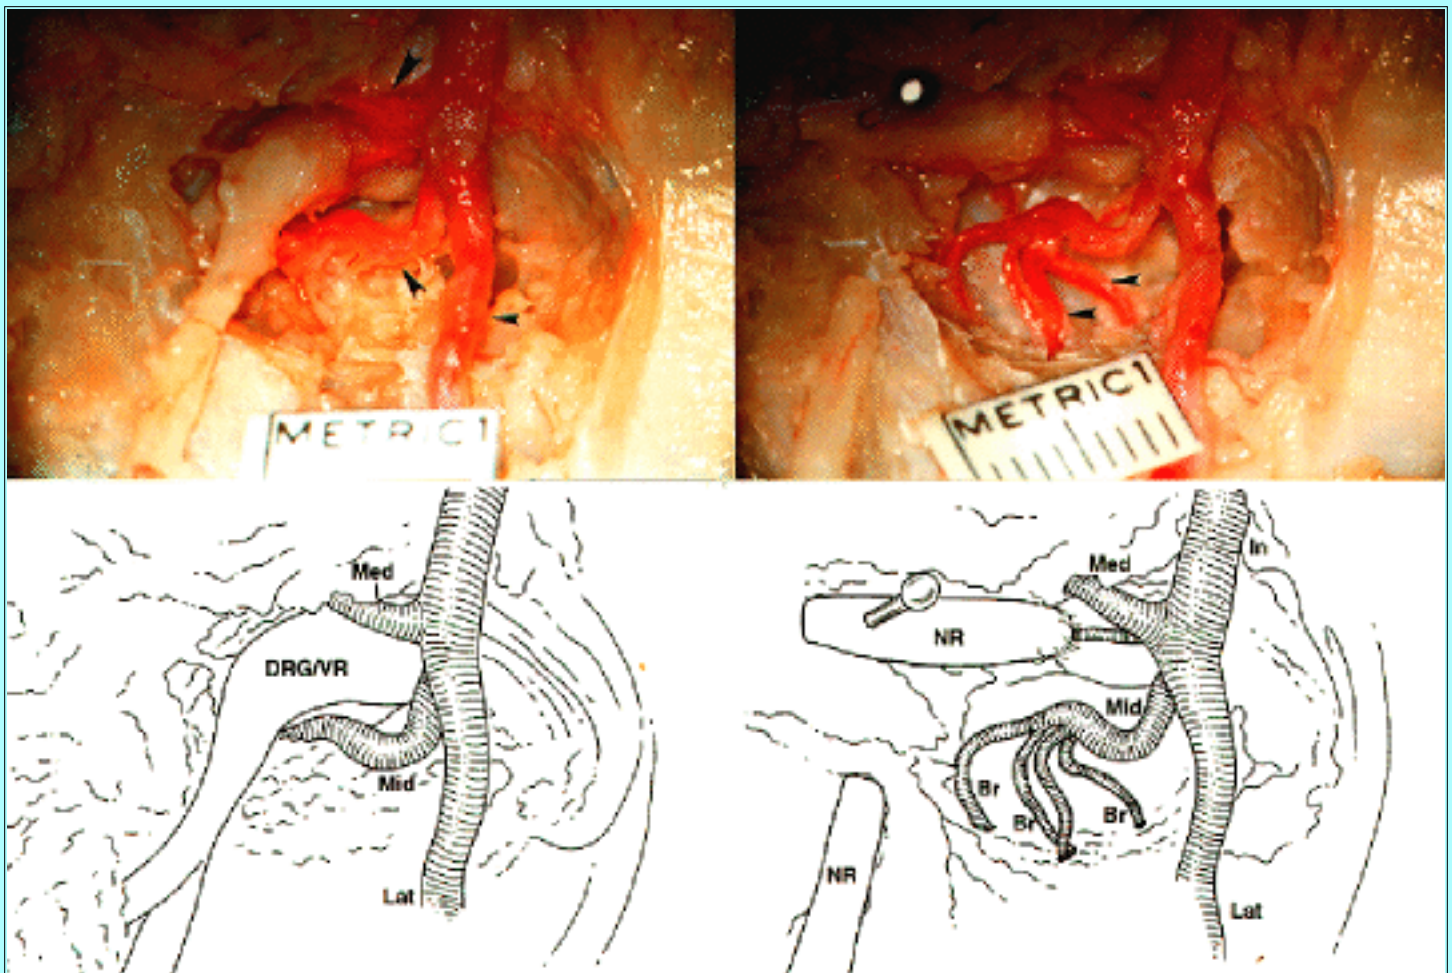 METRIC1
METRIC1
Med
DRG/VR
Mid
Lat
In
Med
NR
Mid
Br
Br
Br
NR
Lat